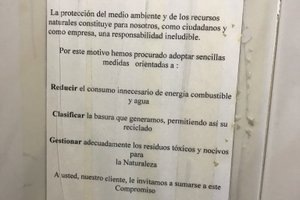 La protección del medio ambiente y de los recursos
naturales constituye para nosotros, como ciudadanos y
como empresa, una responsabilidad ineludible.
Por este motivo hemos procurado adoptar sencillas
medidas orientadas a :
Reducir el consumo innecesario de energía combustible
y agua
Clasificar la basura que generamos, permitiendo así su
reciclado
Gestionar adecuadamente los residuos tóxicos y nocivos
para
la Naturaleza
A usted, nuestro cliente, le invitamos a sumarse a este
Compromiso